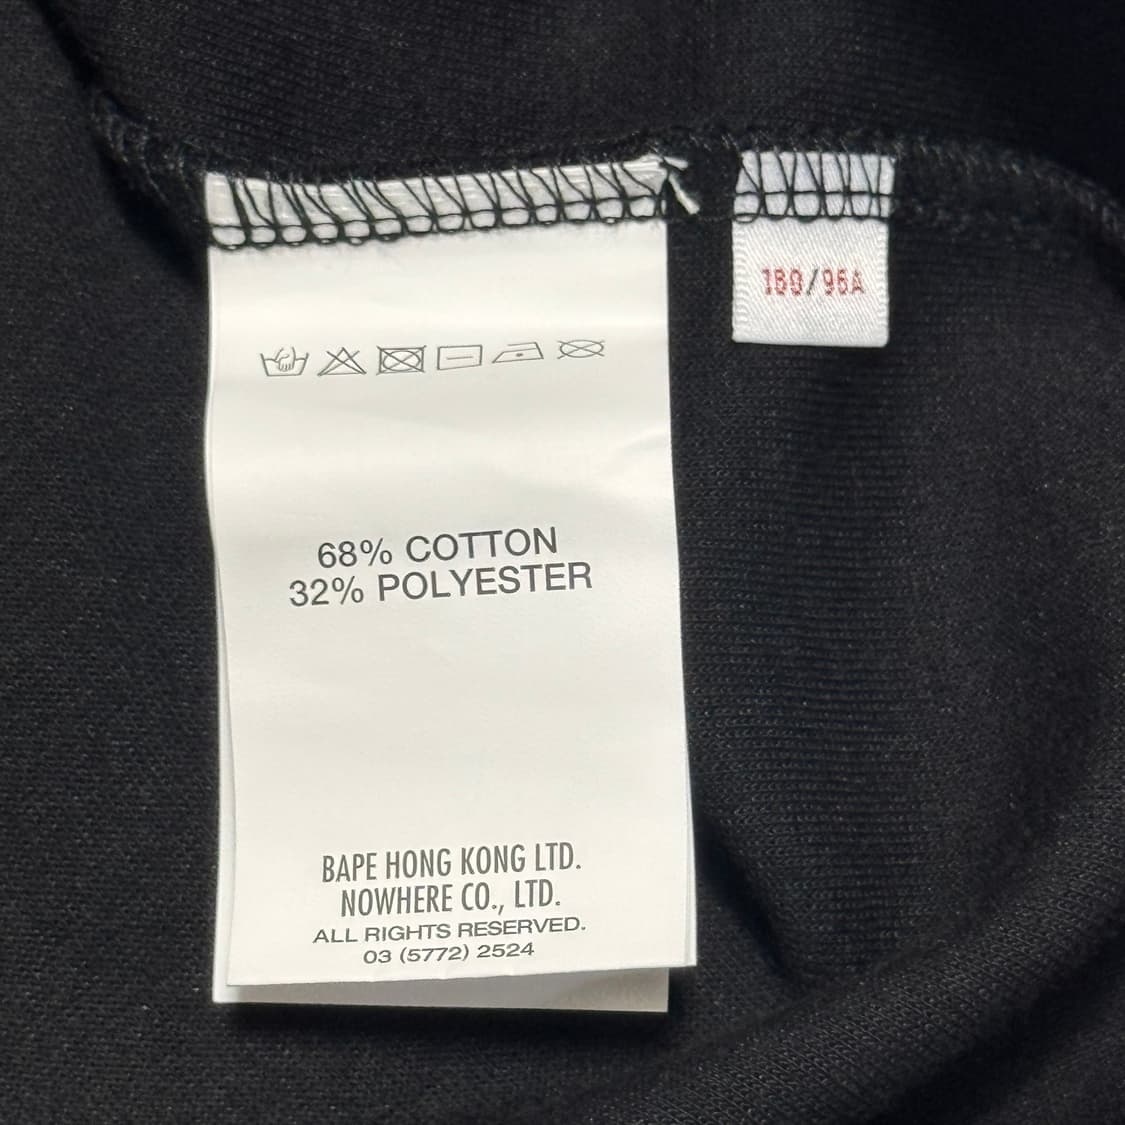 180/96A
68% COTTON
32% POLYESTER
BAPE HONG KONG LTD.
NOWHERE CO., LTD.
ALL RIGHTS RESERVED.
03 (5772) 2524